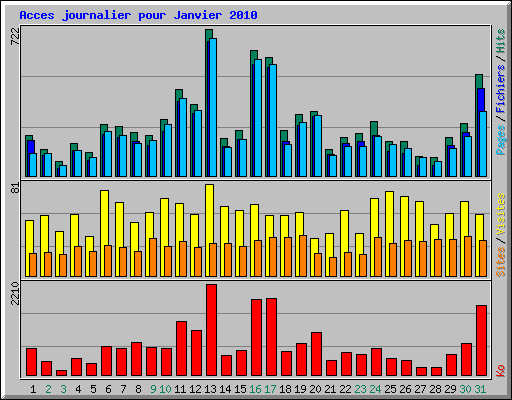 Acces journalier pour Janvier 2010
722
Pages/Fichiers/Hits
81
Sites/Visites
2210
Ko
1 2 3 4 5 6 7 8 9 10 11 12 13 14 15 16 17 18 19 20 21 22 23 24 25 26 27 28 29 30 31